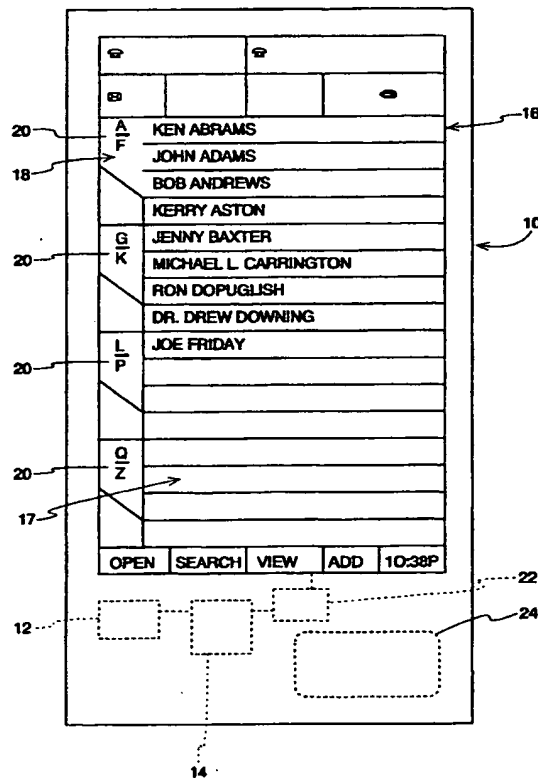 20
18
A
F
KEN ABRAMS
JOHN ADAMS
BOB ANDREWS
KERRY ASTON
16
10
20
G
K
JENNY BAXTER
MICHAEL L. CARRINGTON
RON DOPUGLISH
DR. DREW DOWNING
20
L
P
JOE FRIDAY
20
Q
Z
17
OPEN SEARCH VIEW ADD 10:38P
12
22
24
14